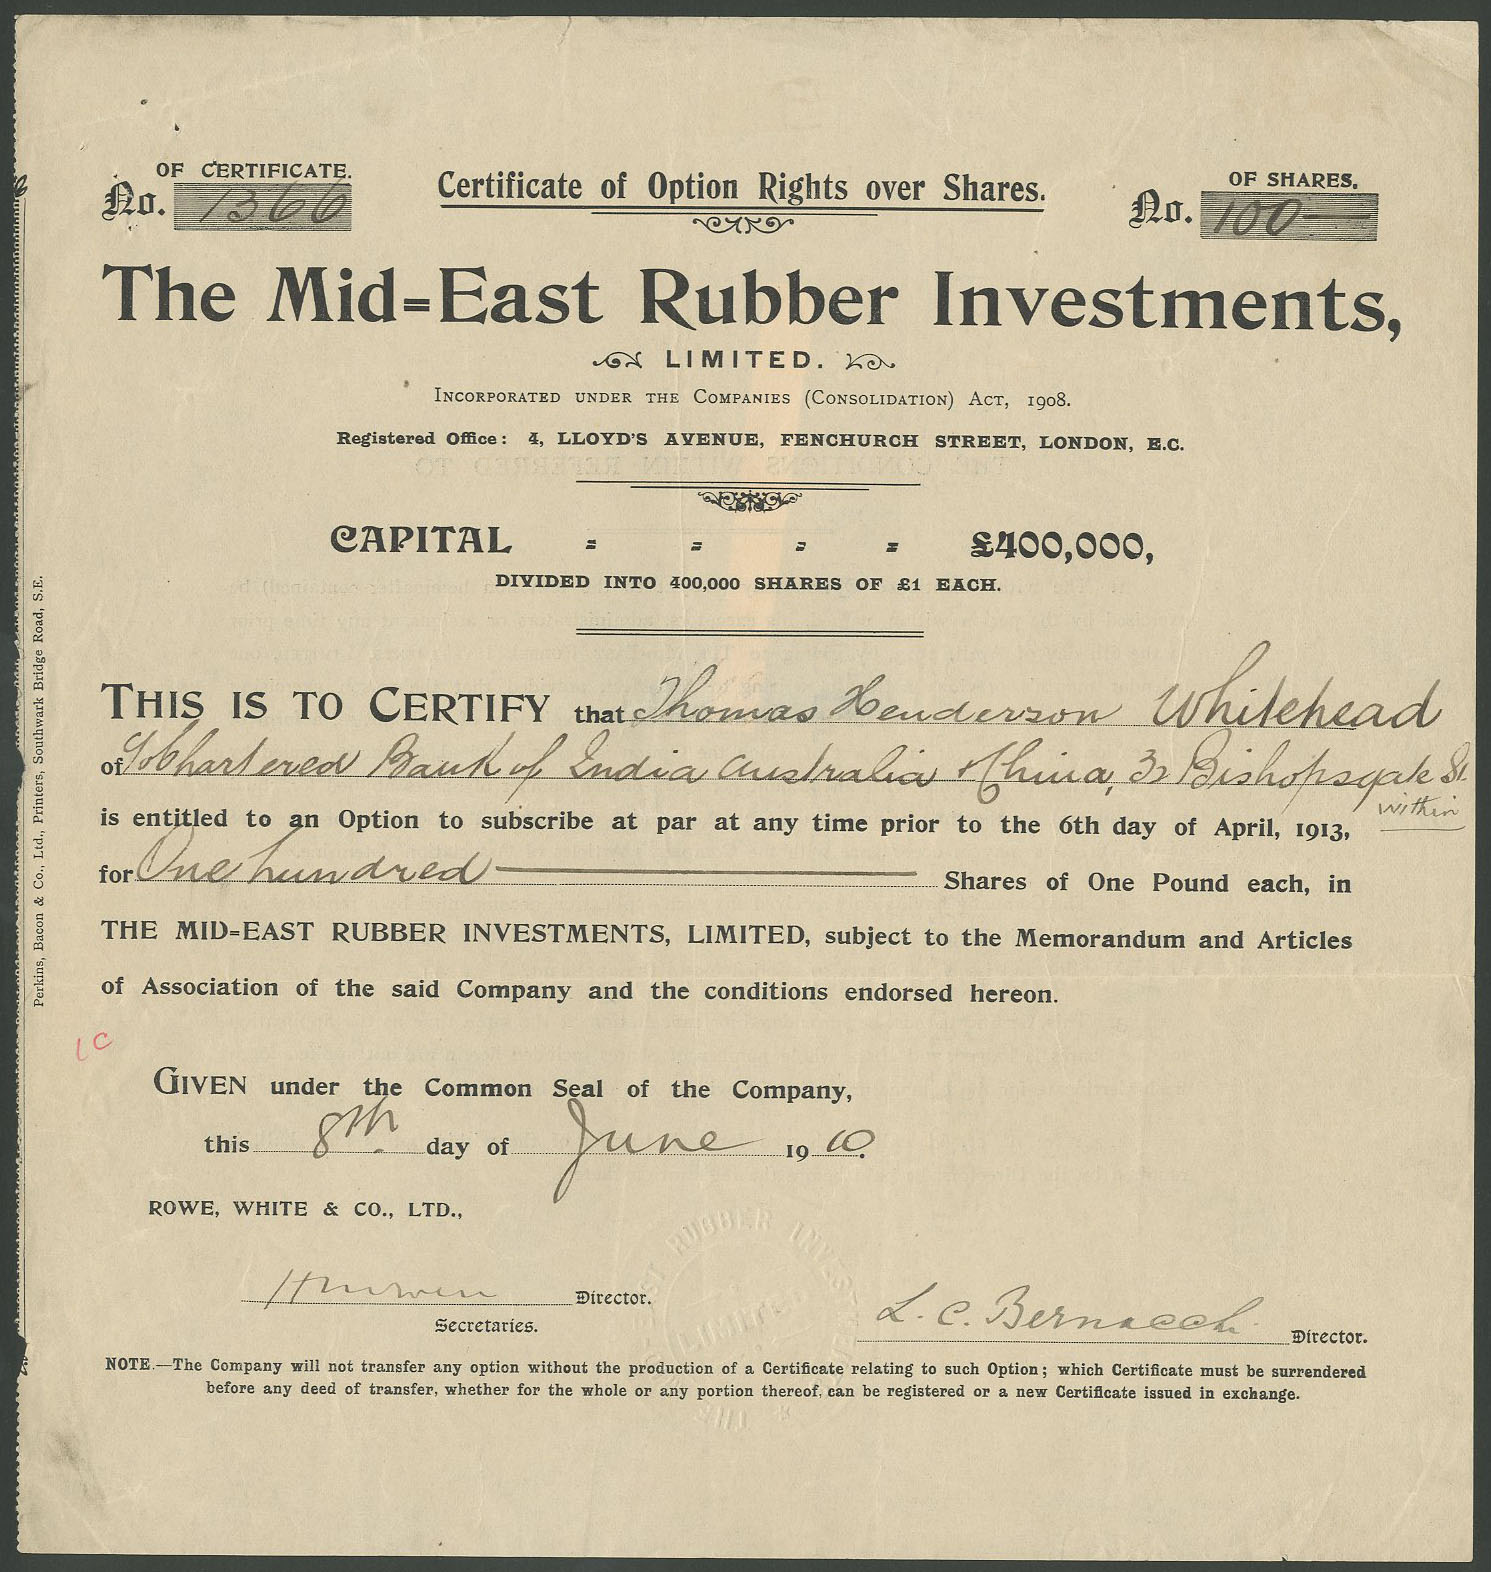 OF CERTIFICATE.
No. 1366
Certificate of Option Rights over Shares.
OF SHARES.
No. 100
The Mid=East Rubber Investments,
LIMITED.
INCORPORATED UNDER THE COMPANIES (CONSOLIDATION) ACT, 1908.
Registered Office: 4, LLOYD'S AVENUE, FENCHURCH STREET, LONDON, E.C.
CAPITAL - - - - £400,000,
DIVIDED INTO 400,000 SHARES OF £1 EACH.
THIS IS TO CERTIFY that Thomas Henderson Whitehead
of Chartered Bank of India Australia & China, 32 Bishopsgate St.
within
is entitled to an Option to subscribe at par at any time prior to the 6th day of April, 1913,
for One hundred Shares of One Pound each, in
THE MID=EAST RUBBER INVESTMENTS, LIMITED, subject to the Memorandum and Articles
of Association of the said Company and the conditions endorsed hereon.
GIVEN under the Common Seal of the Company,
this 8th. day of June 1910.
ROWE, WHITE & CO., LTD.,
Director.
Secretaries.
L. C. Bernacchi
Director.
NOTE.—The Company will not transfer any option without the production of a Certificate relating to such Option; which Certificate must be surrendered
before any deed of transfer, whether for the whole or any portion thereof, can be registered or a new Certificate issued in exchange.
Perkins, Bacon & Co., Ltd., Printers, Southwark Bridge Road, S.E.
RUBBER INVEST
LIMITED
THE